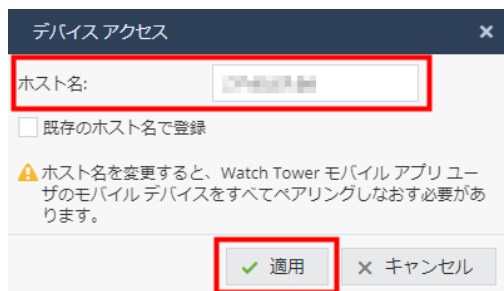 デバイス アクセス
ホスト名:
既存のホスト名で登録
ホスト名を変更すると、Watch Tower モバイル アプリ ユー
ザのモバイル デバイスをすべてペアリングしなおす必要があ
ります。
適用 キャンセル